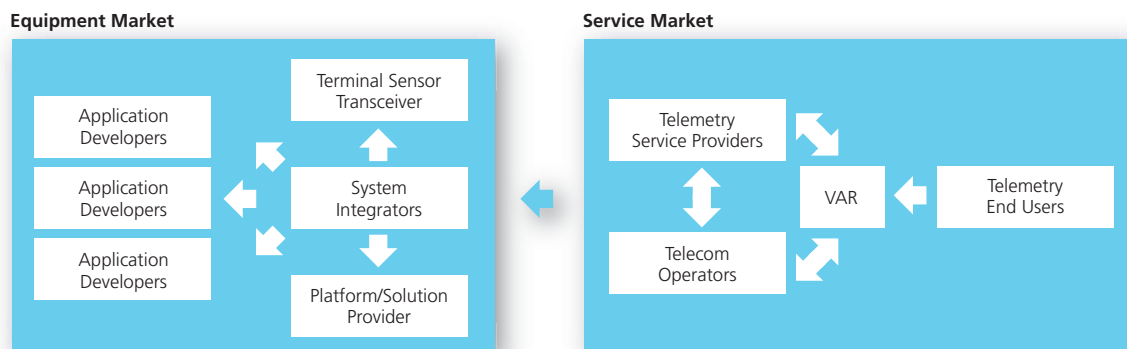 Equipment Market
Application
Developers
Application
Developers
Application
Developers
Terminal Sensor
Transceiver
System
Integrators
Platform/Solution
Provider
Service Market
Telemetry
Service Providers
Telecom
Operators
VAR
Telemetry
End Users